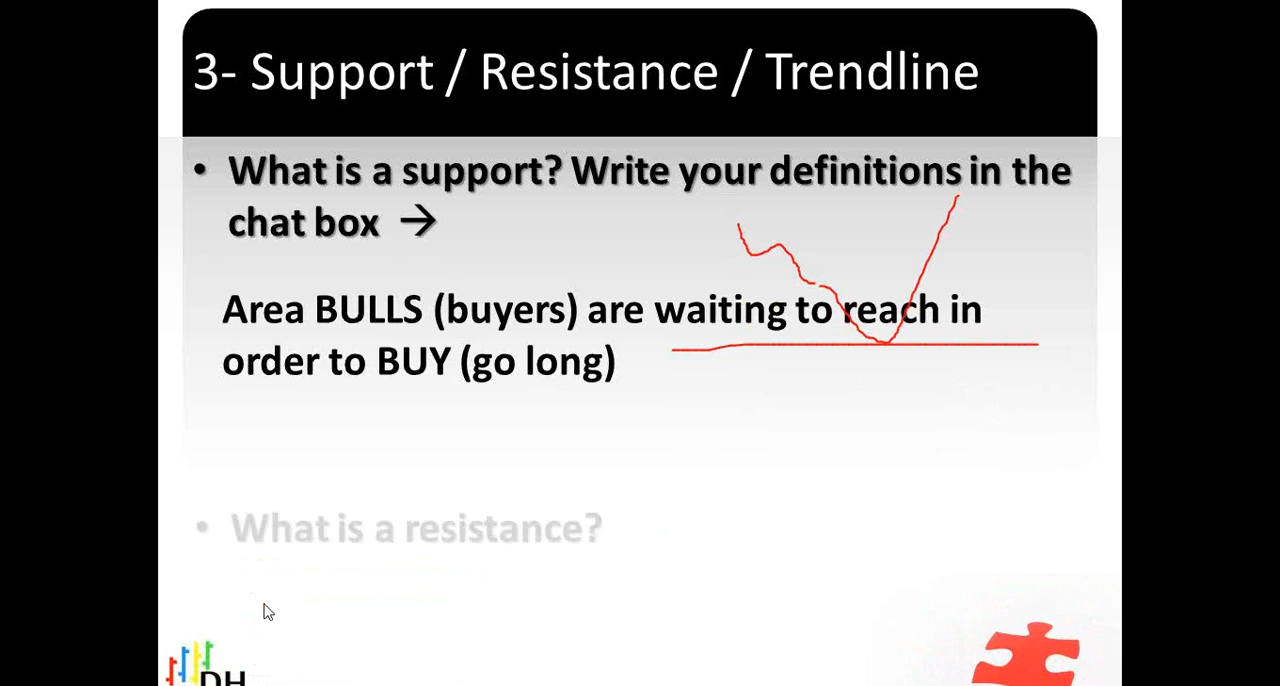 3- Support / Resistance / Trendline
• What is a support? Write your definitions in the
chat box →
Area BULLS (buyers) are waiting to reach in
order to BUY (go long)
• What is a resistance?
DH